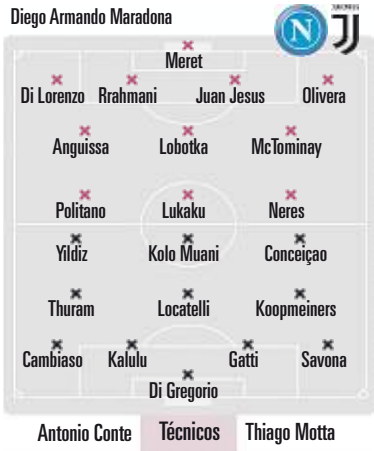 Diego Armando Maradona
N
Meret
Di Lorenzo Rrahmani Juan Jesus Olivera
Anguissa Lobotka McTominay
Politano Lukaku Neres
Yildiz Kolo Muani Conceiçao
Thuram Locatelli Koopmeiners
Cambiaso Kalulu Gatti Savona
Di Gregorio
Antonio Conte Técnicos Thiago Motta